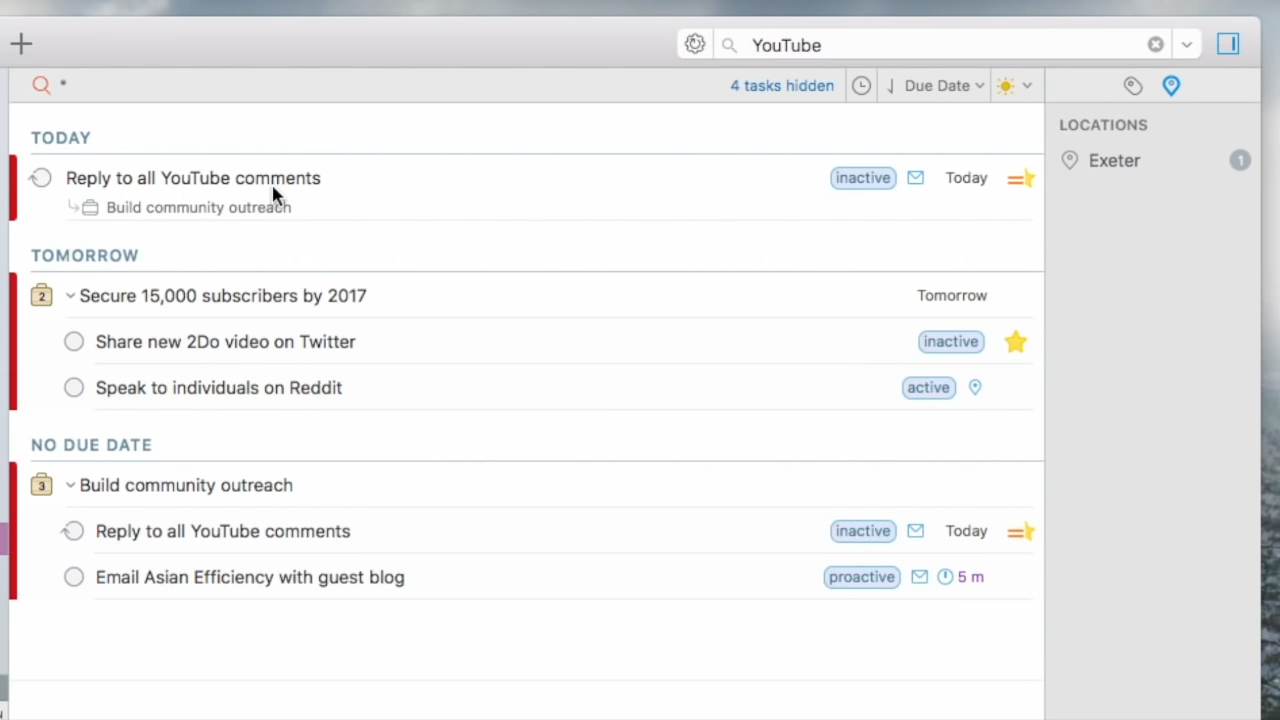 YouTube
* 4 tasks hidden Due Date
TODAY
Reply to all YouTube comments inactive Today
Build community outreach
TOMORROW
2 Secure 15,000 subscribers by 2017 Tomorrow
Share new 2Do video on Twitter inactive
Speak to individuals on Reddit active
NO DUE DATE
3 Build community outreach
Reply to all YouTube comments inactive Today
Email Asian Efficiency with guest blog proactive 5 m
LOCATIONS
Exeter 1